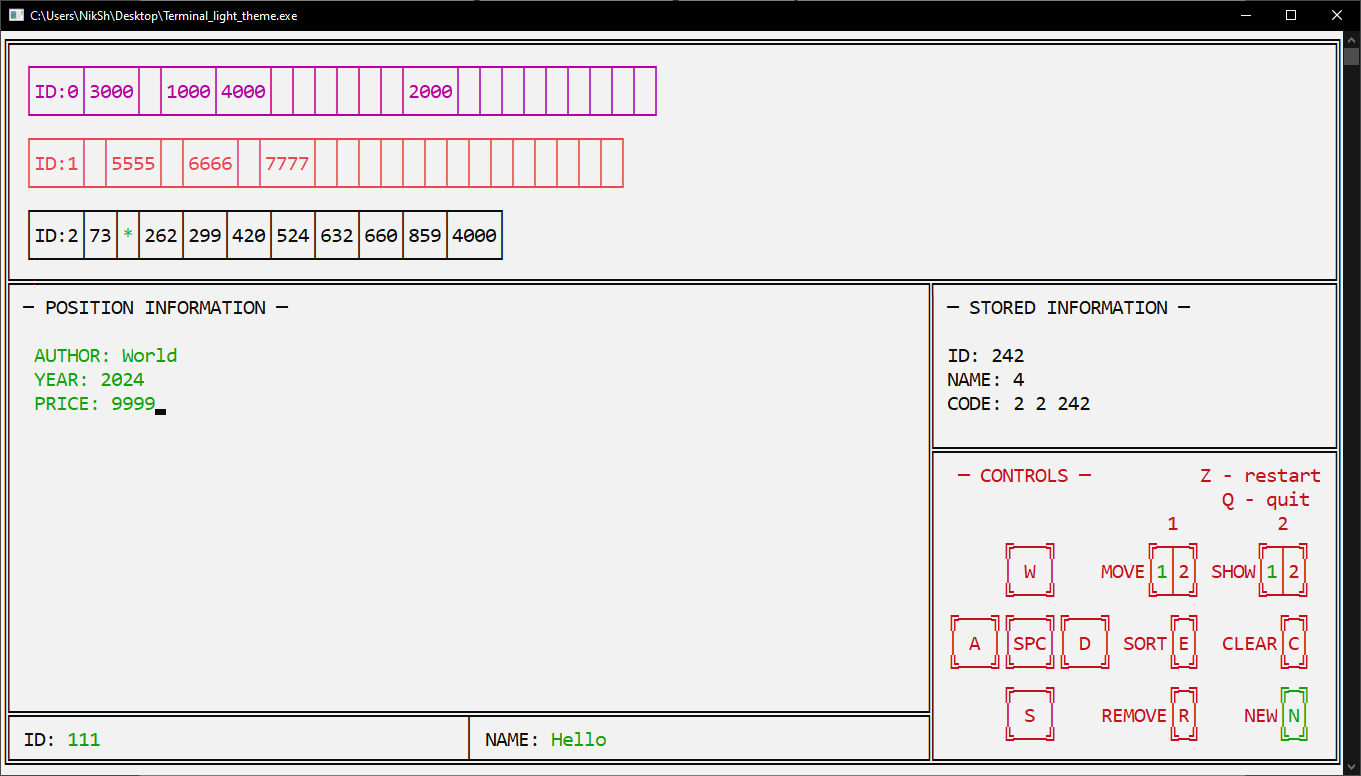 C:\Users\NikSh\Desktop\Terminal_light_theme.exe
ID:0 3000 1000 4000 2000
ID:1 5555 6666 7777
ID:2 73 * 262 299 420 524 632 660 859 4000
— POSITION INFORMATION —
AUTHOR: World
YEAR: 2024
PRICE: 9999
ID: 111
NAME: Hello
— STORED INFORMATION —
ID: 242
NAME: 4
CODE: 2 2 242
— CONTROLS —
Z - restart
Q - quit
1 2
W MOVE 1 2 SHOW 1 2
A SPC D SORT E CLEAR C
S REMOVE R NEW N